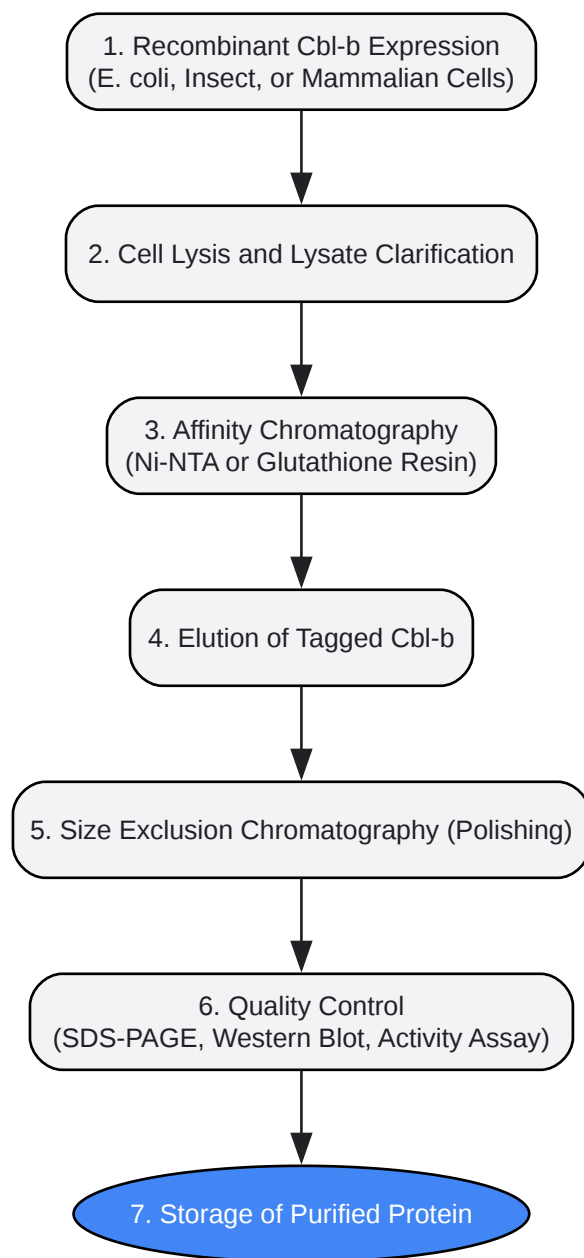 1. Recombinant Cbl-b Expression
(E. coli, Insect, or Mammalian Cells)
2. Cell Lysis and Lysate Clarification
3. Affinity Chromatography
(Ni-NTA or Glutathione Resin)
4. Elution of Tagged Cbl-b
5. Size Exclusion Chromatography (Polishing)
6. Quality Control
(SDS-PAGE, Western Blot, Activity Assay)
7. Storage of Purified Protein